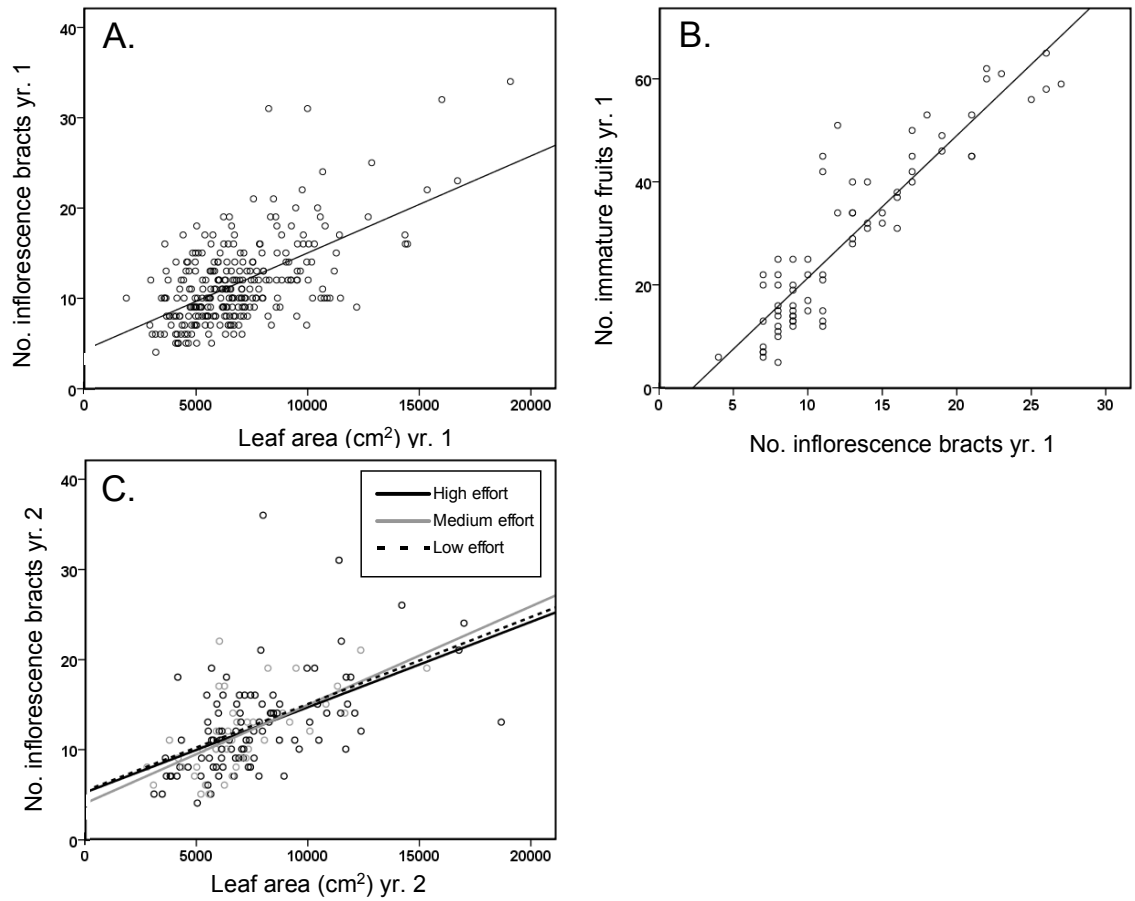 A.
40
30
20
10
0
No. inflorescence bracts yr. 1
0 5000 10000 15000 20000
Leaf area (cm²) yr. 1
B.
60
40
20
0
No. immature fruits yr. 1
0 5 10 15 20 25 30
No. inflorescence bracts yr. 1
C.
High effort
Medium effort
Low effort
40
30
20
10
0
No. inflorescence bracts yr. 2
0 5000 10000 15000 20000
Leaf area (cm²) yr. 2